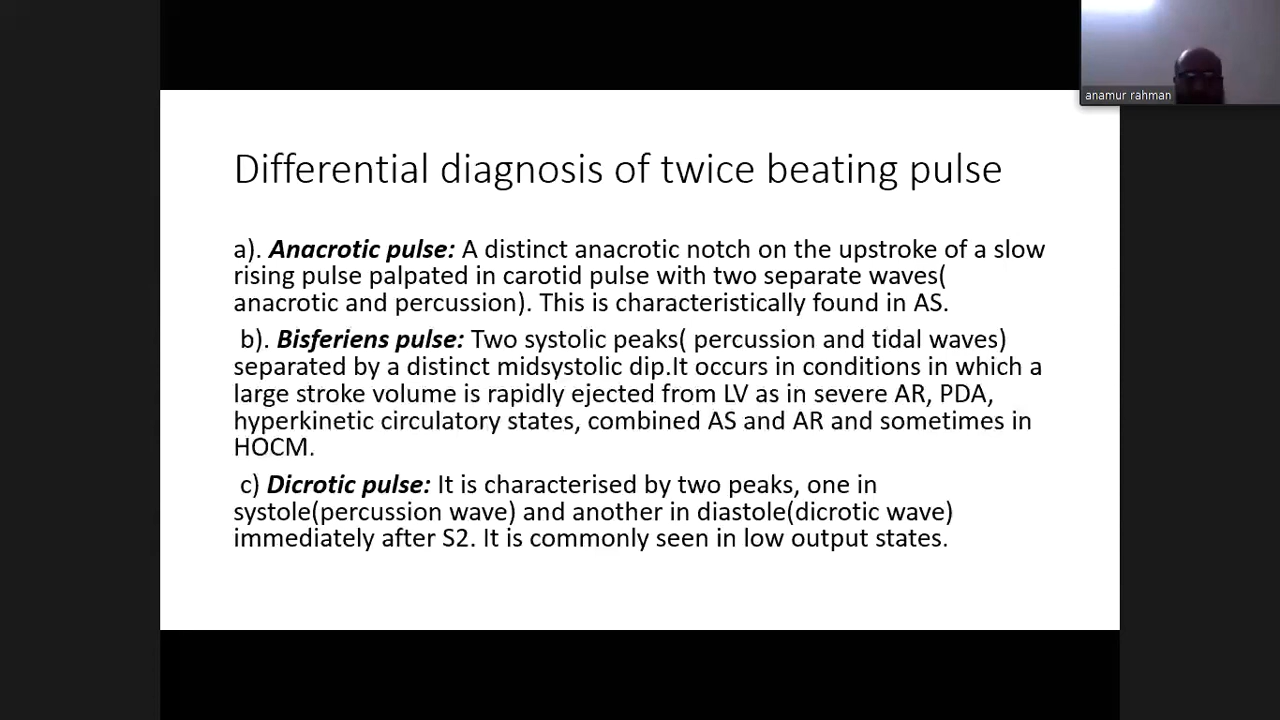 anamur rahman
Differential diagnosis of twice beating pulse
a). Anacrotic pulse: A distinct anacrotic notch on the upstroke of a slow
rising pulse palpated in carotid pulse with two separate waves(
anacrotic and percussion). This is characteristically found in AS.
b). Bisferiens pulse: Two systolic peaks( percussion and tidal waves)
separated by a distinct midsystolic dip.It occurs in conditions in which a
large stroke volume is rapidly ejected from LV as in severe AR, PDA,
hyperkinetic circulatory states, combined AS and AR and sometimes in
HOCM.
c) Dicrotic pulse: It is characterised by two peaks, one in
systole(percussion wave) and another in diastole(dicrotic wave)
immediately after S2. It is commonly seen in low output states.